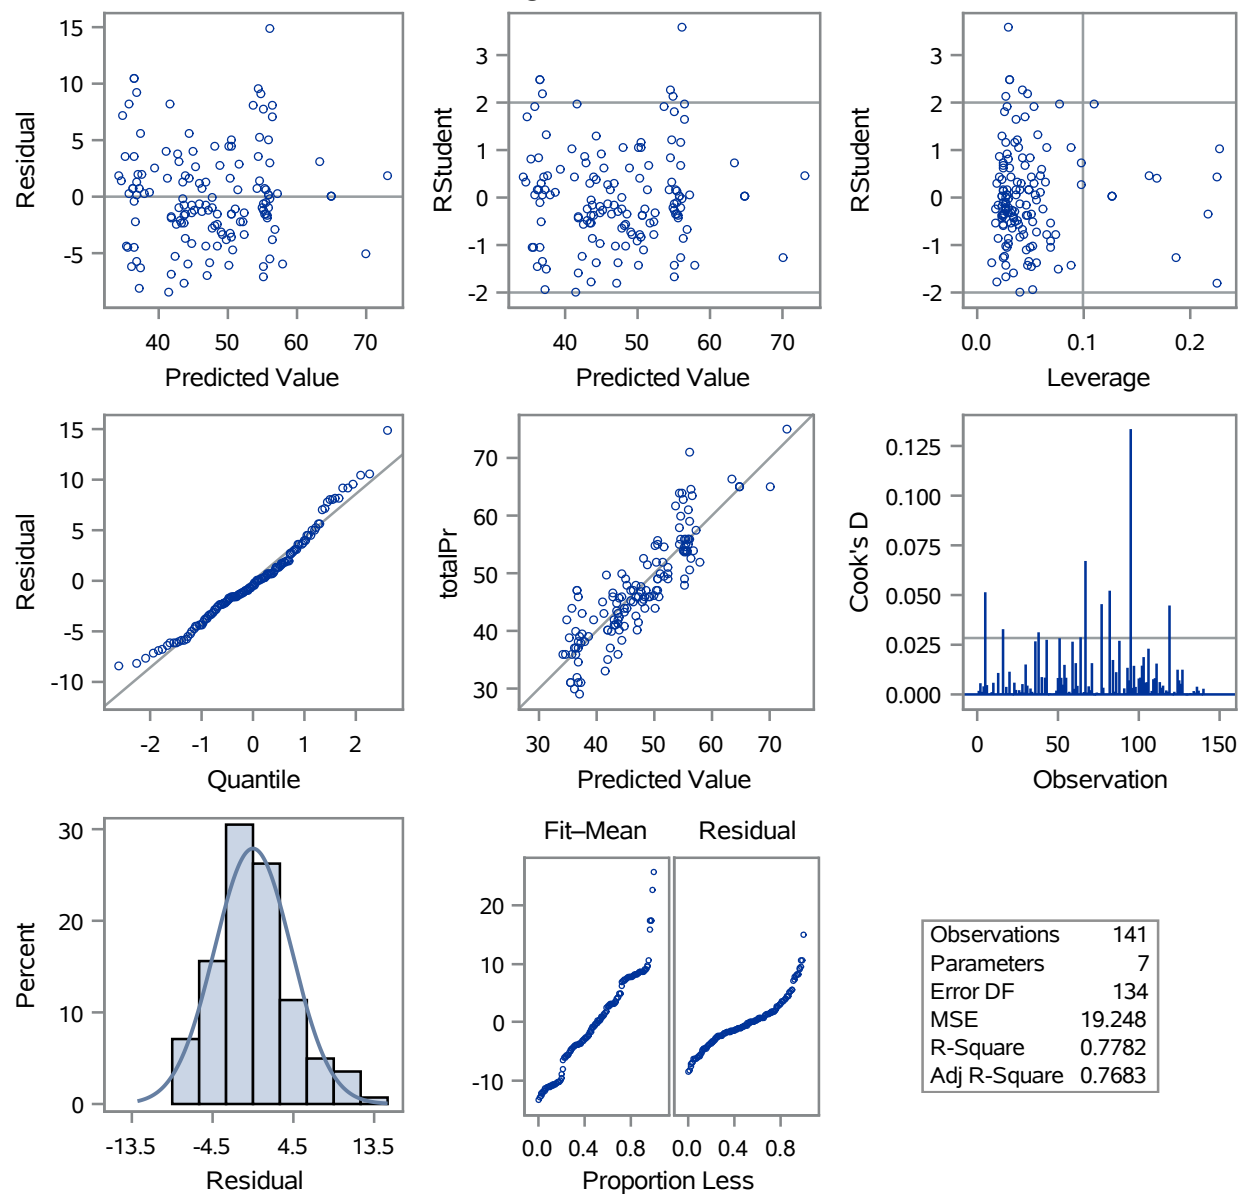 15
10
5
0
-5
Residual
40 50 60 70
Predicted Value
3
2
1
0
-1
-2
RStudent
40 50 60 70
Predicted Value
3
2
1
0
-1
-2
RStudent
0.0 0.1 0.2
Leverage
15
10
5
0
-5
-10
Residual
-2 -1 0 1 2
Quantile
70
60
50
40
30
totalPr
30 40 50 60 70
Predicted Value
0.125
0.100
0.075
0.050
0.025
0.000
Cook's D
0 50 100 150
Observation
30
20
10
0
Percent
-13.5 -4.5 4.5 13.5
Residual
Fit–Mean Residual
20
10
0
-10
0.0 0.4 0.8 0.0 0.4 0.8
Proportion Less
Observations 141
Parameters 7
Error DF 134
MSE 19.248
R-Square 0.7782
Adj R-Square 0.7683